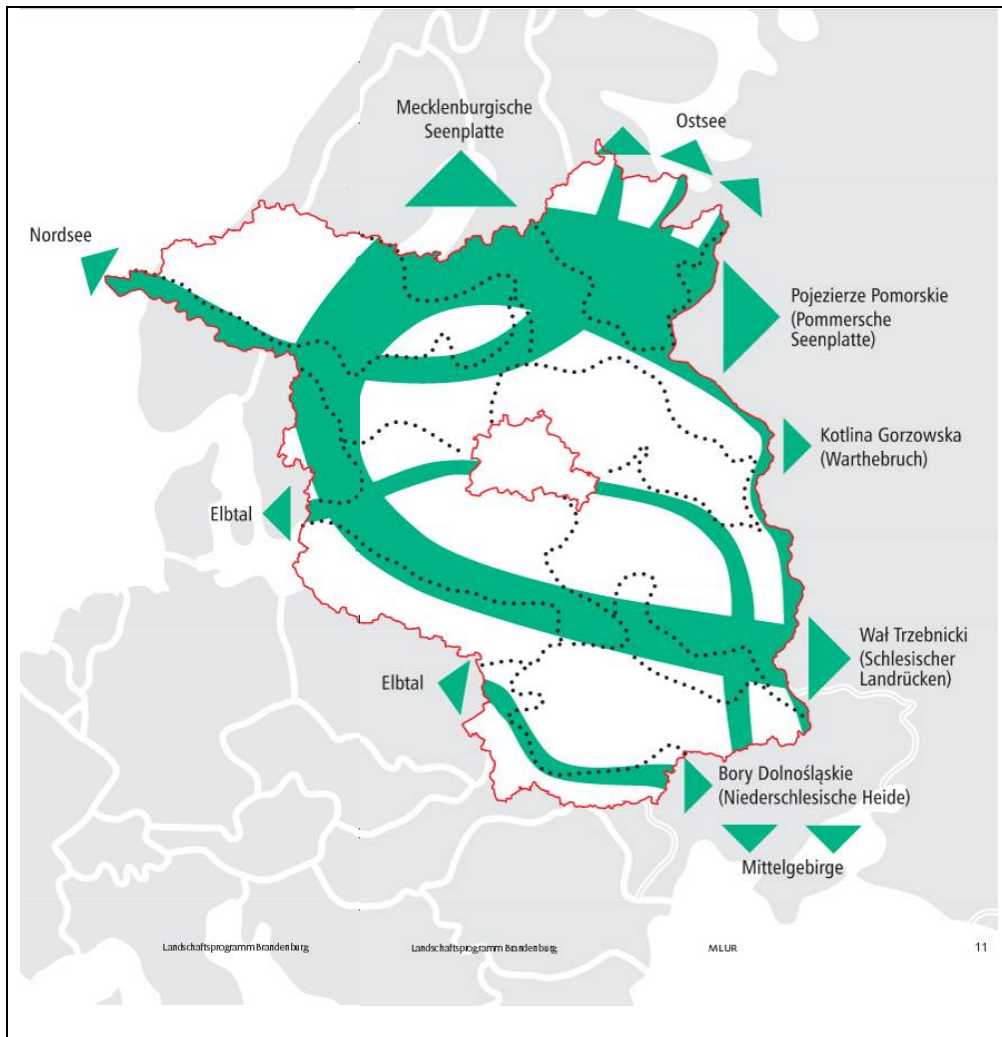 Mecklenburgische
Seenplatte
Ostsee
Nordsee
Pojezierze Pomorskie
(Pommersche
Seenplatte)
Kotlina Gorzowska
(Warthebruch)
Elbtal
Wał Trzebnicki
(Schlesischer
Landrücken)
Elbtal
Bory Dolnośląskie
(Niederschlesische Heide)
Mittelgebirge
Landschaftsprogramm Brandenburg
Landschaftsprogramm Brandenburg
MLUR
11